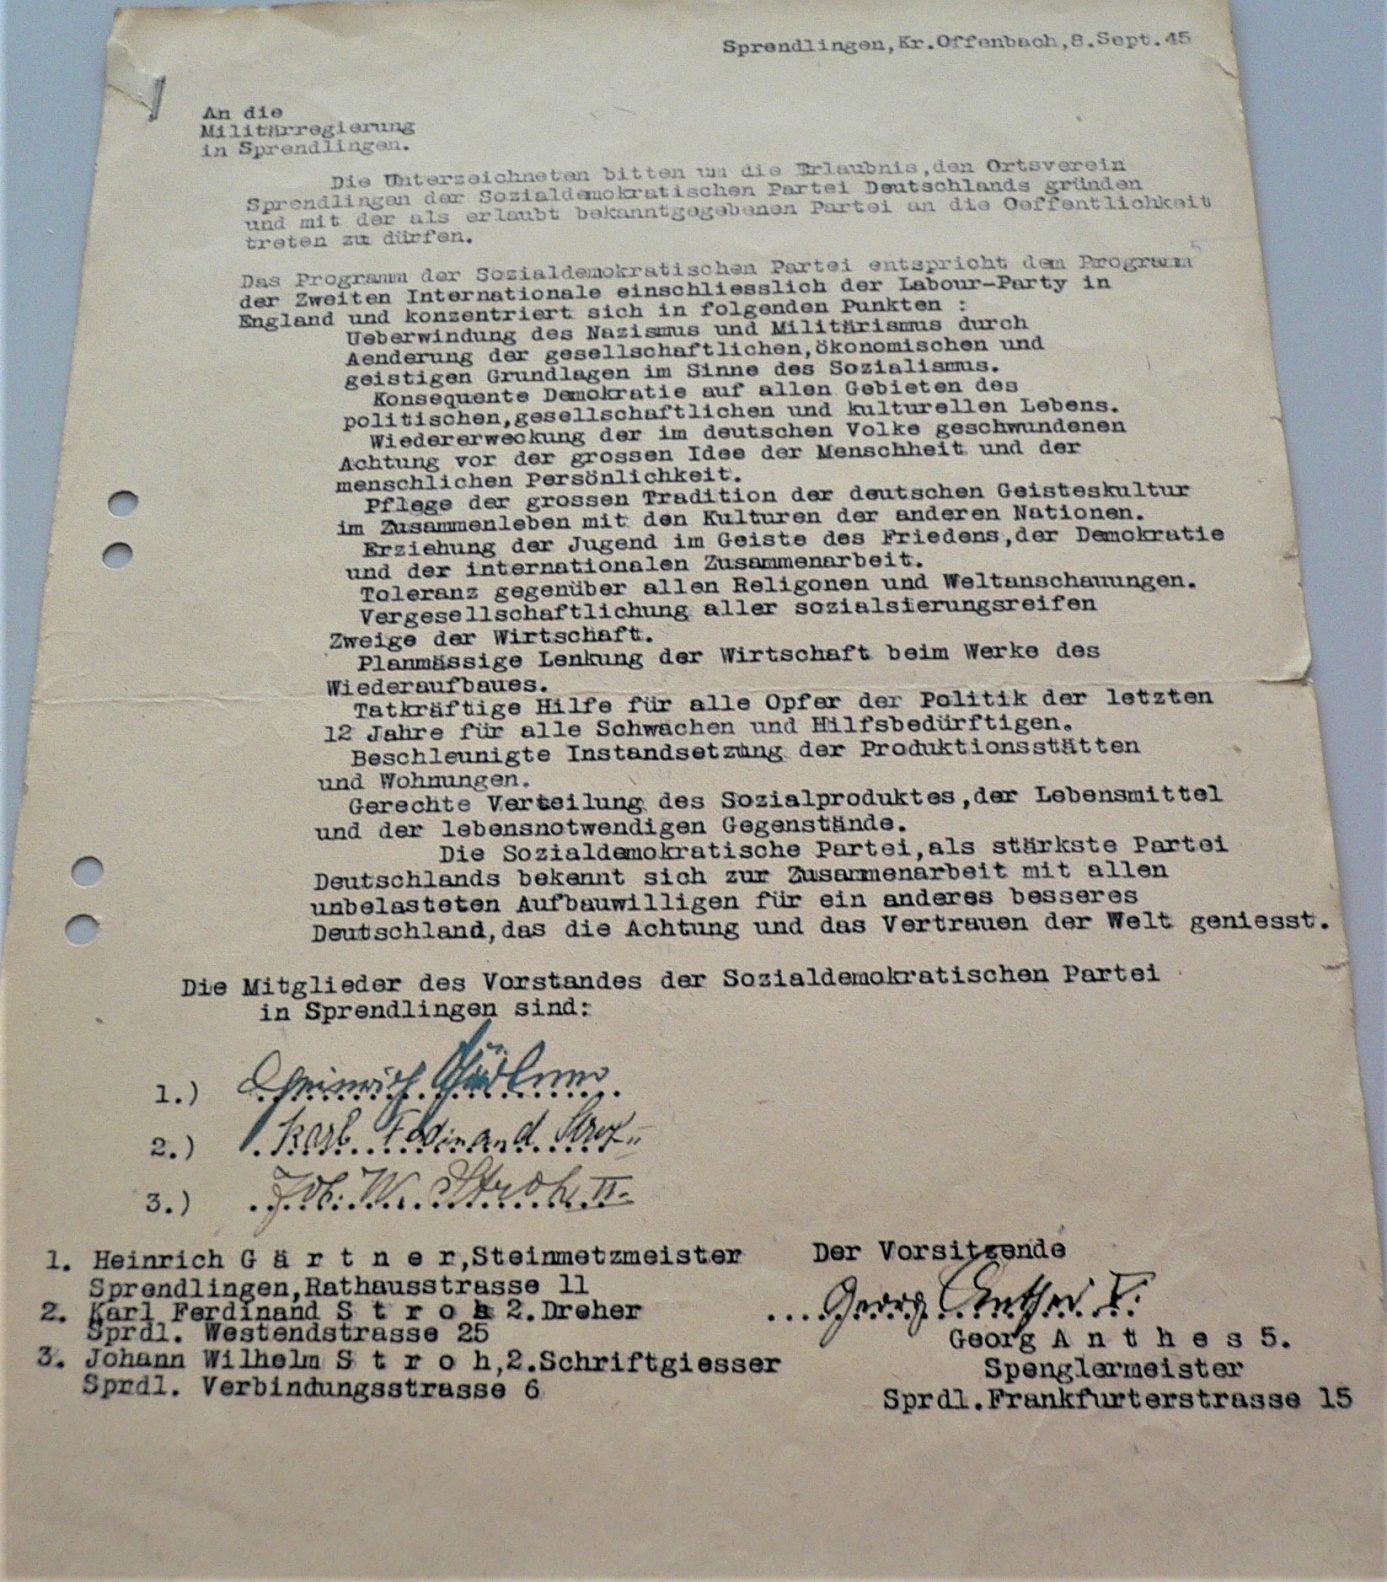 Sprendlingen,Kr.Offenbach,8.Sept.45
An die
Militärregierung
in Sprendlingen.
Die Unterzeichneten bitten um die Erlaubnis,den Ortsverein
Sprendlingen der Sozialdemokratischen Partei Deutschlands gründen
und mit der als erlaubt bekanntgegebenen Partei an die Oeffentlichkeit
treten zu dürfen.
Das Programm der Sozialdemokratischen Partei entspricht dem Programm
der Zweiten Internationale einschliesslich der Labour-Party in
England und konzentriert sich in folgenden Punkten :
Ueberwindung des Nazismus und Militärismus durch
Aenderung der gesellschaftlichen,ökonomischen und
geistigen Grundlagen im Sinne des Sozialismus.
Konsequente Demokratie auf allen Gebieten des
politischen,gesellschaftlichen und kulturellen Lebens.
Wiedererweckung der im deutschen Volke geschwundenen
Achtung vor der grossen Idee der Menschheit und der
menschlichen Persönlichkeit.
Pflege der grossen Tradition der deutschen Geisteskultur
im Zusammenleben mit den Kulturen der anderen Nationen.
Erziehung der Jugend im Geiste des Friedens,der Demokratie
und der internationalen Zusammenarbeit.
Toleranz gegenüber allen Religonen und Weltanschauungen.
Vergesellschaftlichung aller sozialsierungsreifen
Zweige der Wirtschaft.
Planmässige Lenkung der Wirtschaft beim Werke des
Wiederaufbaues.
Tatkräftige Hilfe für alle Opfer der Politik der letzten
12 Jahre für alle Schwachen und Hilfsbedürftigen.
Beschleunigte Instandsetzung der Produktionsstätten
und Wohnungen.
Gerechte Verteilung des Sozialproduktes,der Lebensmittel
und der lebensnotwendigen Gegenstände.
Die Sozialdemokratische Partei,als stärkste Partei
Deutschlands bekennt sich zur Zusammenarbeit mit allen
unbelasteten Aufbauwilligen für ein anderes besseres
Deutschland,das die Achtung und das Vertrauen der Welt geniesst.
Die Mitglieder des Vorstandes der Sozialdemokratischen Partei
in Sprendlingen sind:
1.) Heinrich Gärtner
2.) Karl Ferdinand
3.) Joh. W. Stroh II.
1. Heinrich G ä r t n e r,Steinmetzmeister
Sprendlingen,Rathausstrasse 11
2. Karl Ferdinand S t r o h 2.Dreher
Sprdl. Westendstrasse 25
3. Johann Wilhelm S t r o h,2.Schriftgiesser
Sprdl. Verbindungsstrasse 6
Der Vorsitzende
Georg Anthes V.
Georg A n t h e s 5.
Spenglermeister
Sprdl.Frankfurterstrasse 15